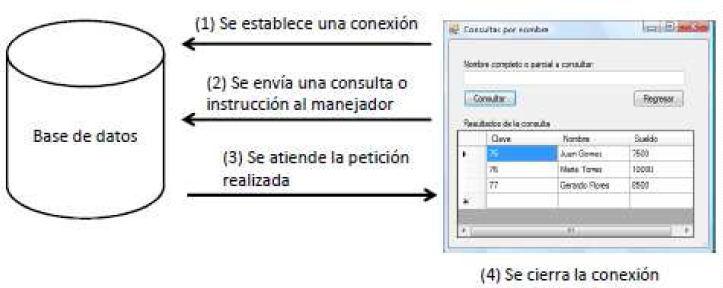 (1) Se establece una conexión
(2) Se envía una consulta o
instrucción al manejador
Base de datos
(3) Se atiende la petición
realizada
Consultas por nombre
Nombre completo o parcial a consultar:
Consultar
Regresar
Resultados de la consulta
Clave Nombre Sueldo
75 Juan Gomes 7500
76 Maria Torres 10000
77 Gerardo Flores 8500
(4) Se cierra la conexión